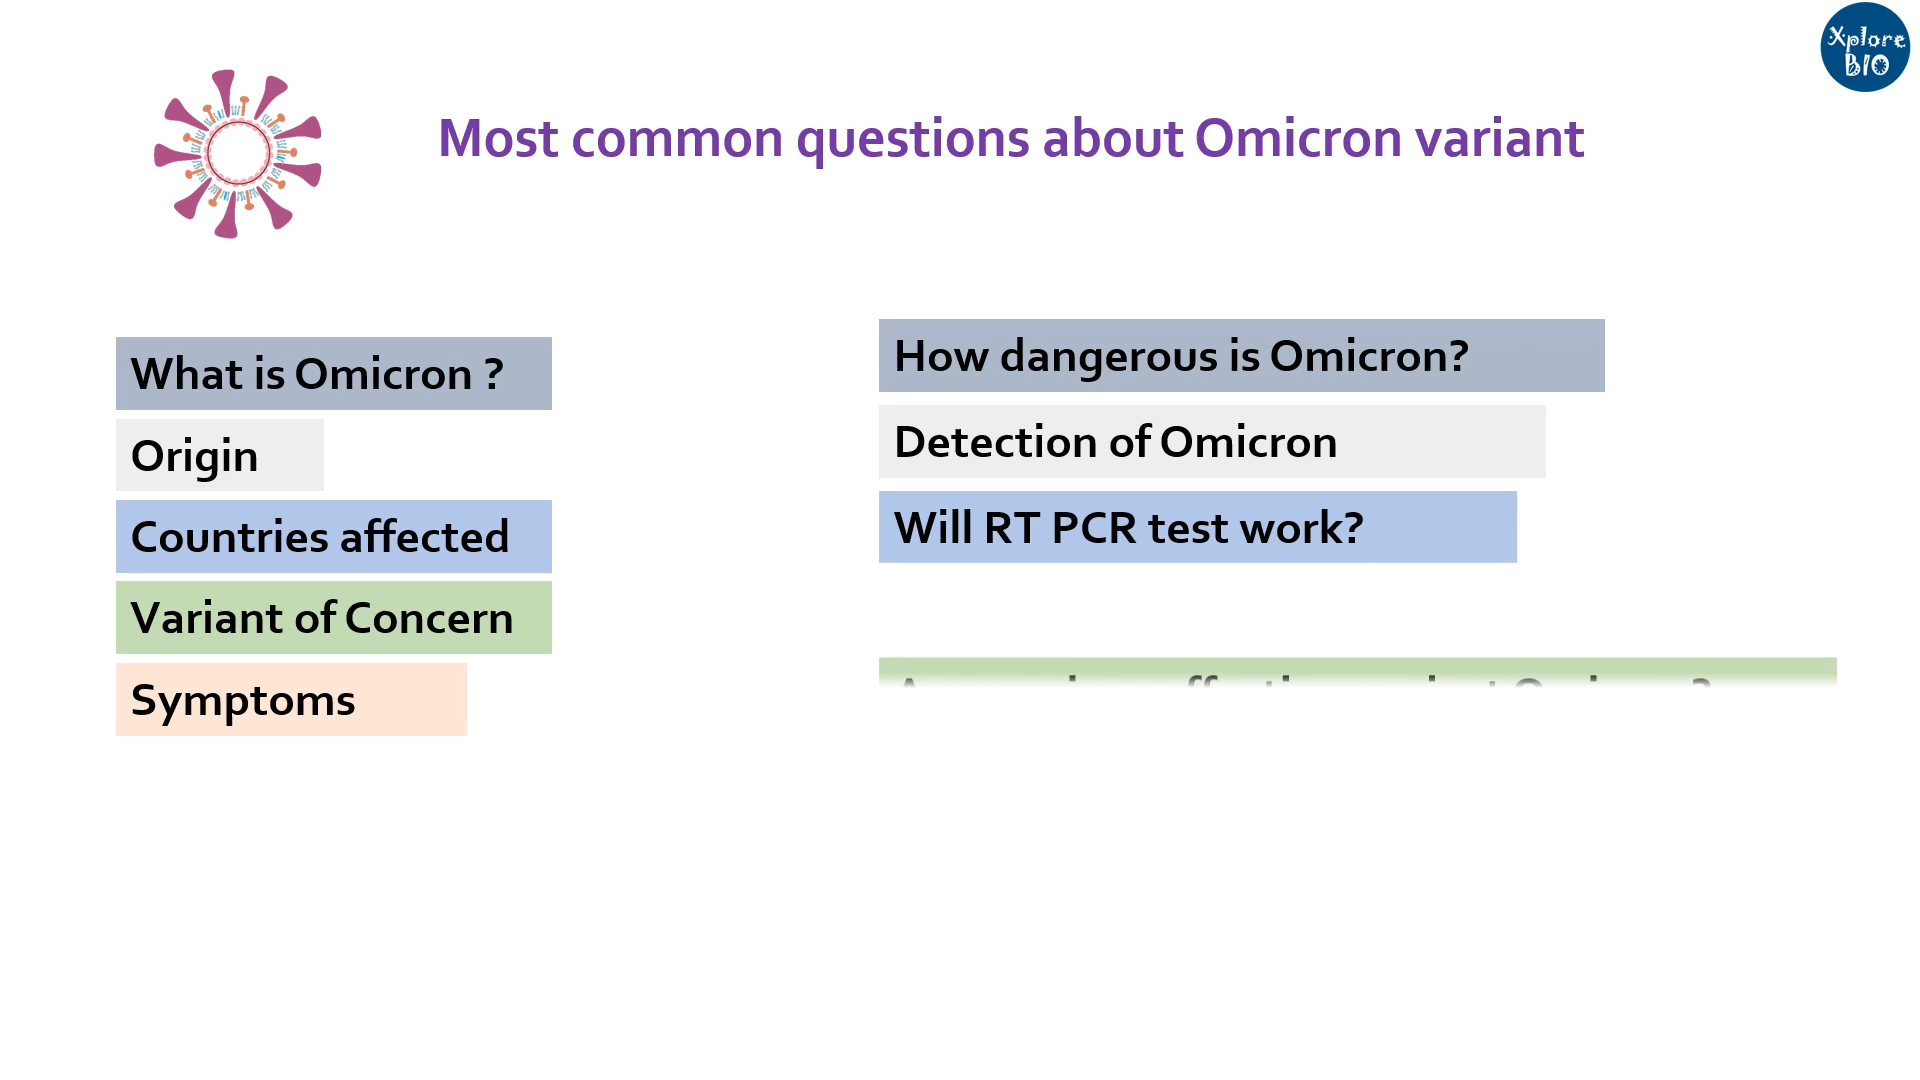 Xplore
BIO
Most common questions about Omicron variant
What is Omicron ?
Origin
Countries affected
Variant of Concern
Symptoms
How dangerous is Omicron?
Detection of Omicron
Will RT PCR test work?